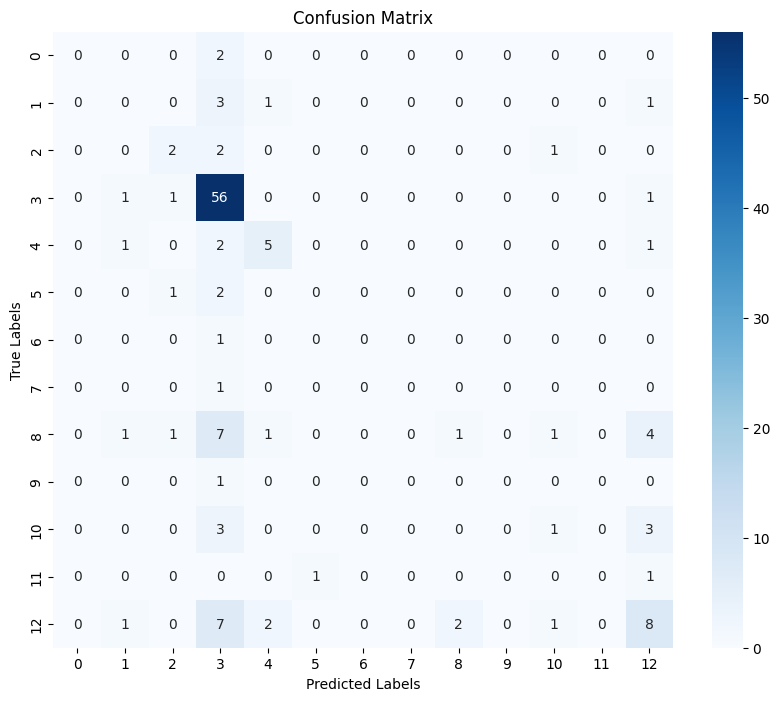 Confusion Matrix
0 0 0 0 2 0 0 0 0 0 0 0 0 0
1 0 0 0 3 1 0 0 0 0 0 0 0 1
2 0 0 2 2 0 0 0 0 0 0 1 0 0
3 0 1 1 56 0 0 0 0 0 0 0 0 1
4 0 1 0 2 5 0 0 0 0 0 0 0 1
5 0 0 1 2 0 0 0 0 0 0 0 0 0
6 0 0 0 1 0 0 0 0 0 0 0 0 0
7 0 0 0 1 0 0 0 0 0 0 0 0 0
8 0 1 1 7 1 0 0 0 1 0 1 0 4
9 0 0 0 1 0 0 0 0 0 0 0 0 0
10 0 0 0 3 0 0 0 0 0 0 1 0 3
11 0 0 0 0 0 1 0 0 0 0 0 0 1
12 0 1 0 7 2 0 0 0 2 0 1 0 8
0 1 2 3 4 5 6 7 8 9 10 11 12
Predicted Labels
True Labels
50
40
30
20
10
0